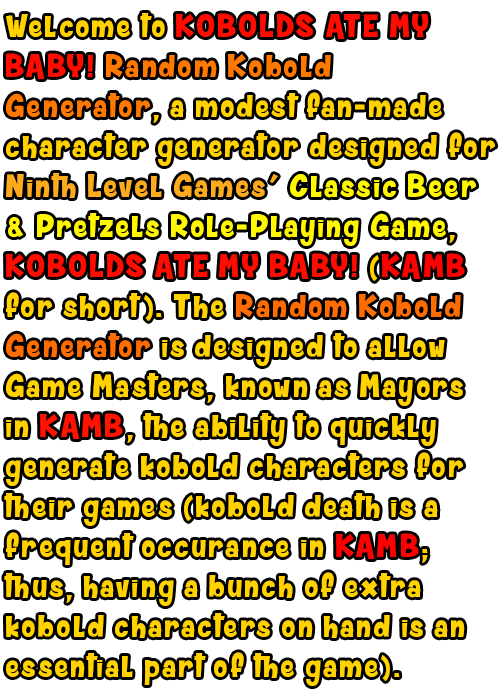 Welcome to KOBOLDS ATE MY
BABY! Random Kobold
Generator, a modest fan-made
character generator designed for
Ninth Level Games' Classic Beer
& Pretzels Role-Playing Game,
KOBOLDS ATE MY BABY! (KAMB
for short). The Random Kobold
Generator is designed to allow
Game Masters, known as Mayors
in KAMB, the ability to quickly
generate kobold characters for
their games (kobold death is a
frequent occurance in KAMB;
thus, having a bunch of extra
kobold characters on hand is an
essential part of the game).